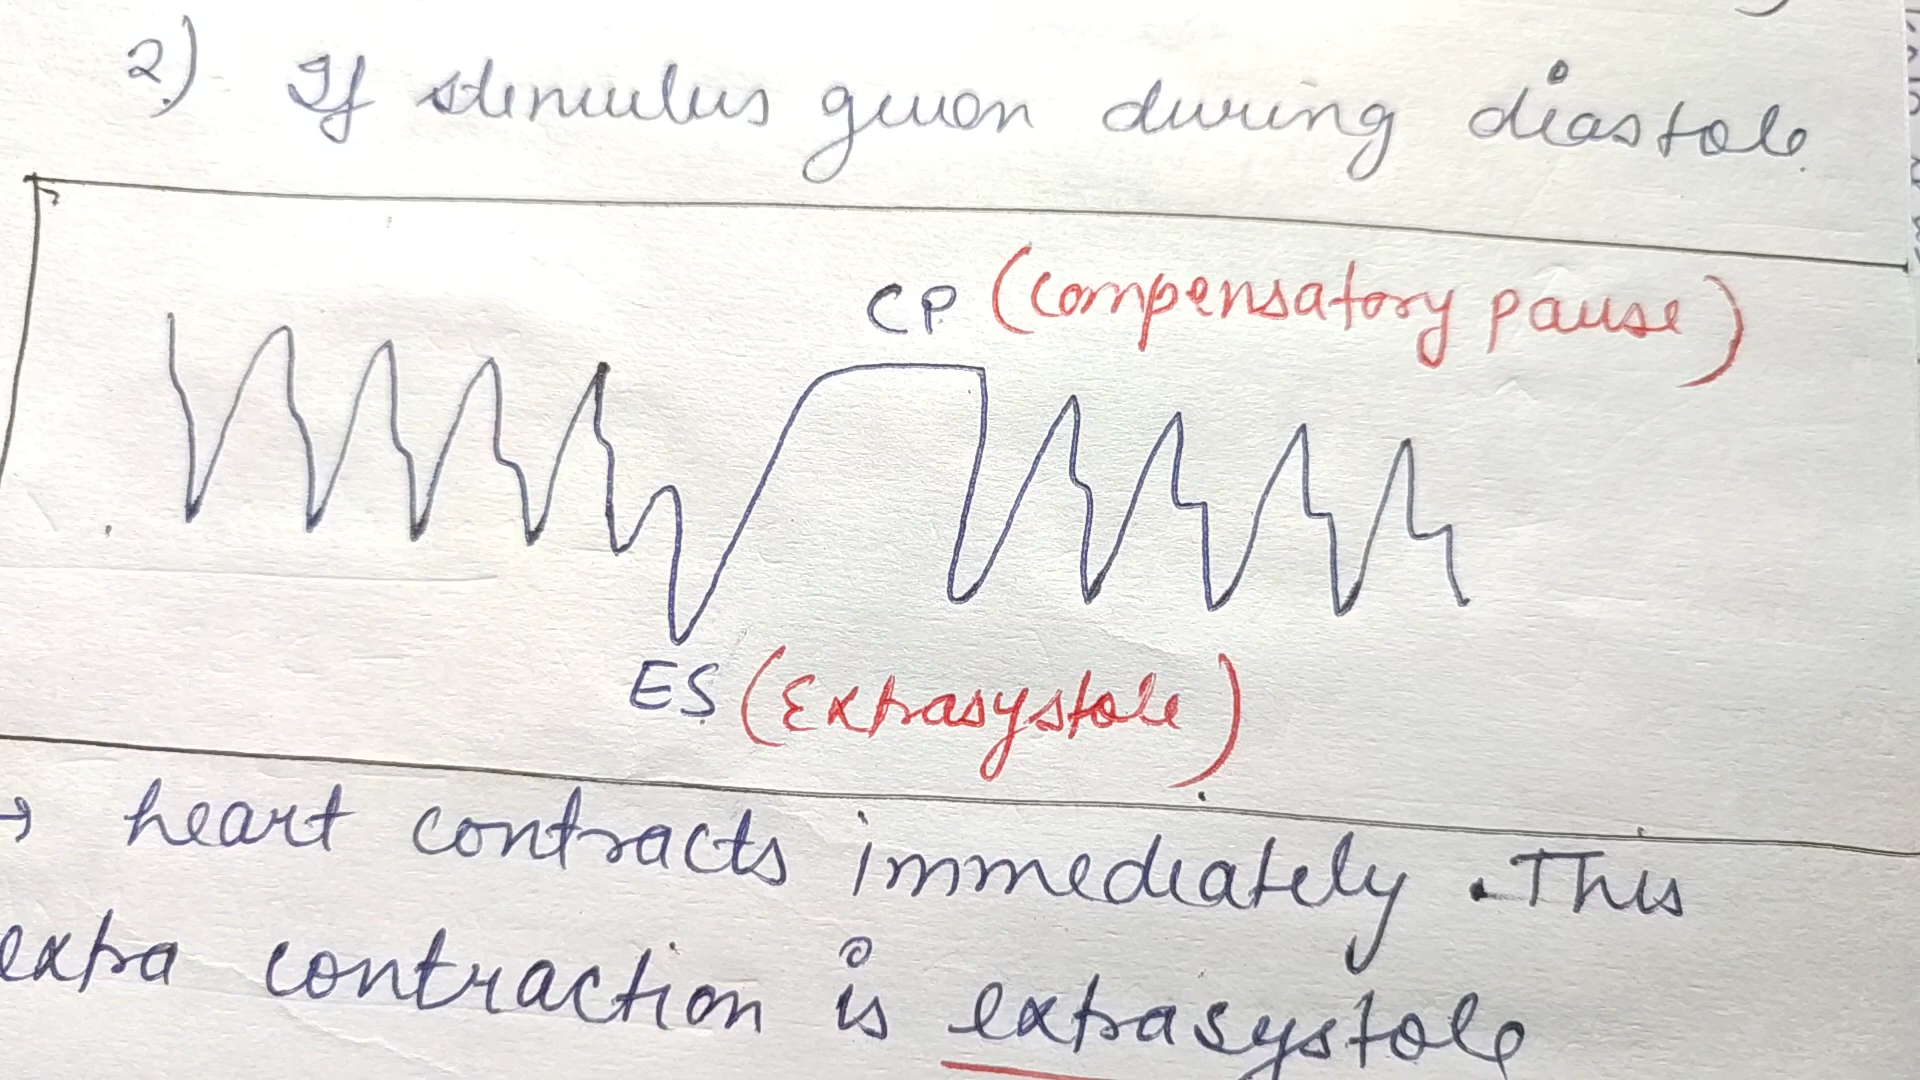 2) If stimulus given during diastole
CP (Compensatory pause)
ES (Extrasystole)
→ heart contracts immediately. This
extra contraction is extrasystole